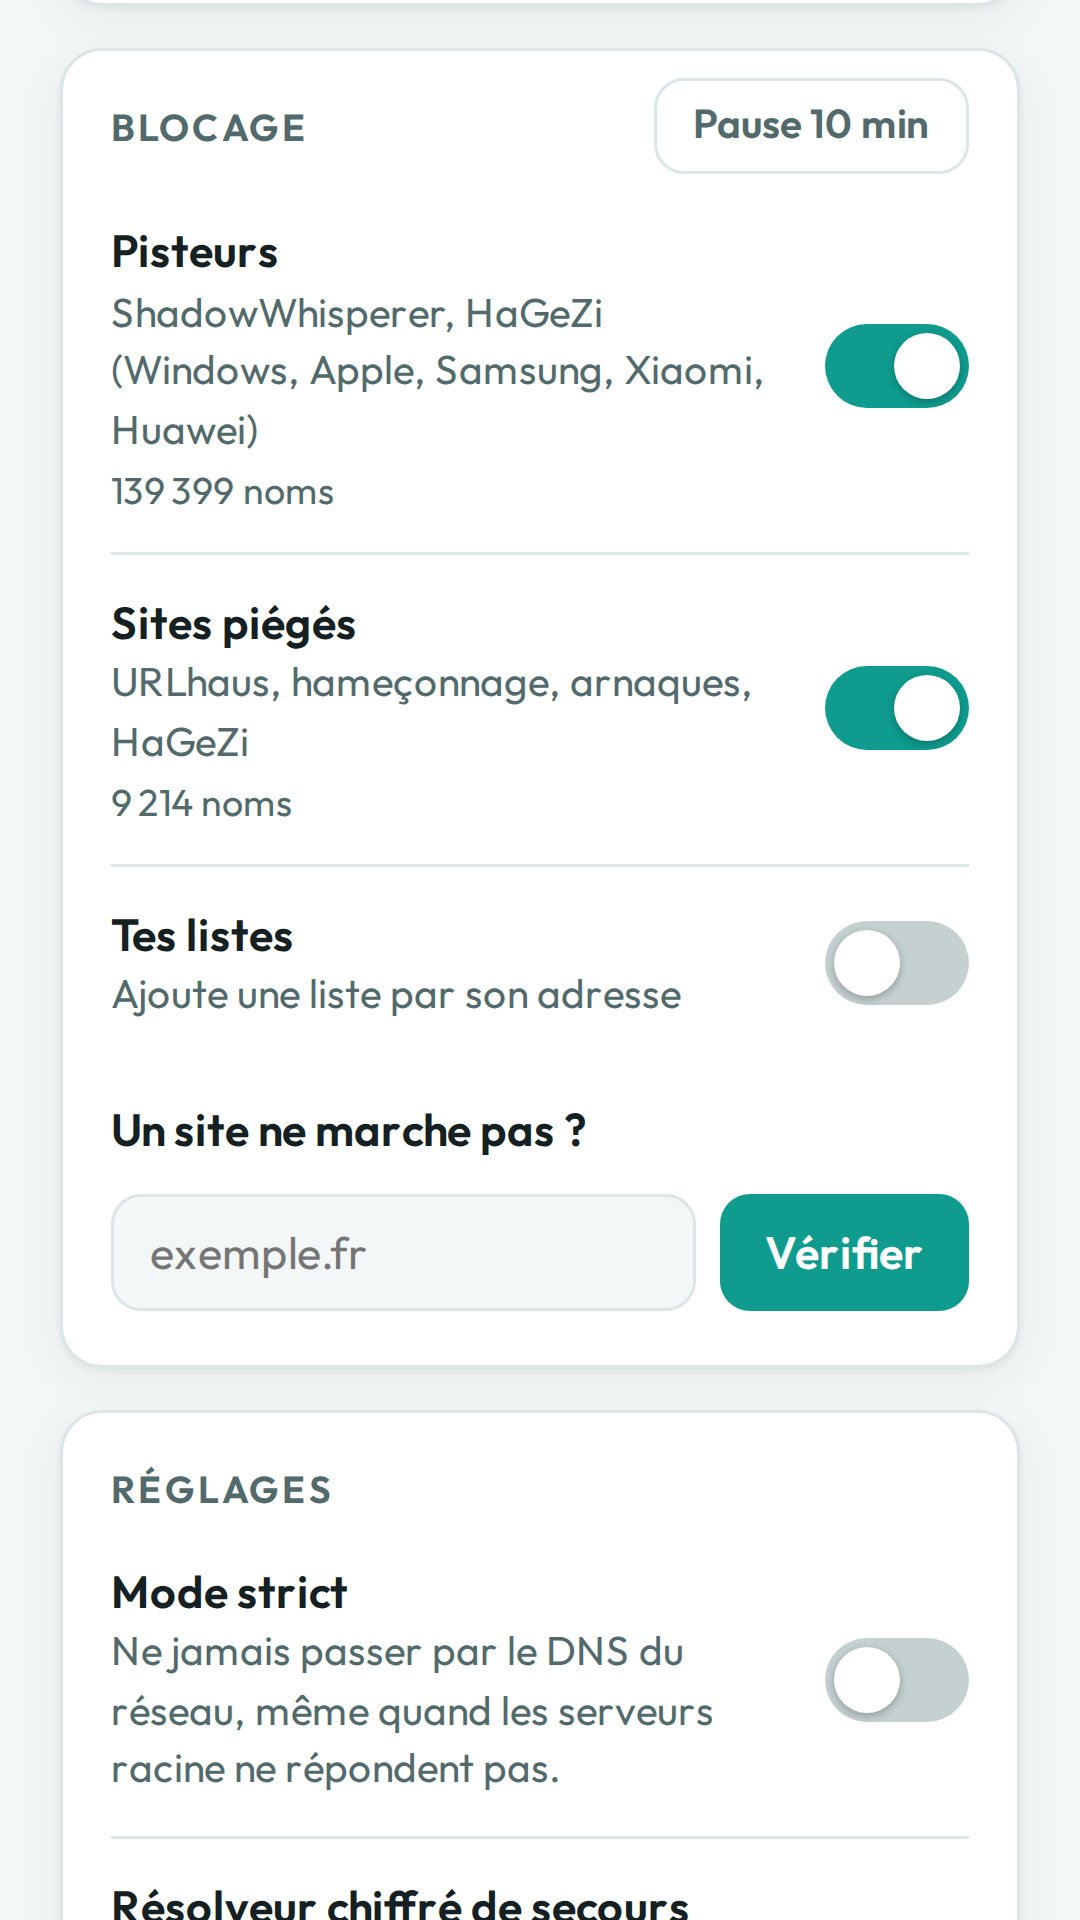 BLOCAGE
Pause 10 min
Pisteurs
ShadowWhisperer, HaGeZi
(Windows, Apple, Samsung, Xiaomi,
Huawei)
139 399 noms
Sites piégés
URLhaus, hameçonnage, arnaques,
HaGeZi
9 214 noms
Tes listes
Ajoute une liste par son adresse
Un site ne marche pas ?
exemple.fr
Vérifier
RÉGLAGES
Mode strict
Ne jamais passer par le DNS du
réseau, même quand les serveurs
racine ne répondent pas.
Résolveur chiffré de secours